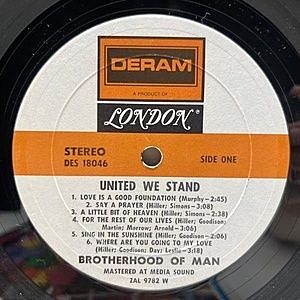 DERAM
A PRODUCT OF
LONDON
STEREO
DES 18046
SIDE ONE
UNITED WE STAND
1. LOVE IS A GOOD FOUNDATION (Murphy—2:45)
2. SAY A PRAYER (Hiller; Simons—3:08)
3. A LITTLE BIT OF HEAVEN (Hiller; Simons—2:38)
4. FOR THE REST OF OUR LIVES (Hiller; Goodison;
Martin; Morrow; Arnold—3:06)
5. SING IN THE SUNSHINE (Hiller; Goodison—2:25)
6. WHERE ARE YOU GOING TO MY LOVE
(Hiller; Goodison; Day; Leslie—3:18)
BROTHERHOOD OF MAN
MASTERED AT MEDIA SOUND
ZAL 9782 W